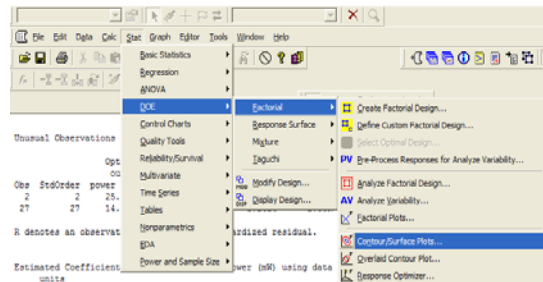 File Edit Data Calc Stat Graph Editor Tools Window Help
Basic Statistics
Regression
ANOVA
DOE
Control Charts
Quality Tools
Reliability/Survival
Multivariate
Time Series
Tables
Nonparametrics
EDA
Power and Sample Size
Factorial
Response Surface
Mixture
Taguchi
Modify Design...
Display Design...
Create Factorial Design...
Define Custom Factorial Design...
Select Optimal Design...
Pre-Process Responses for Analyze Variability...
Analyze Factorial Design...
Analyze Variability...
Factorial Plots...
Contour/Surface Plots...
Overlaid Contour Plot...
Response Optimizer...
Unusual Observations
Opt
ou
Obs StdOrder power
2 2 25.
27 27 14.
R denotes an observat
rdized residual.
Estimated Coefficient
wer (mW) using data
units